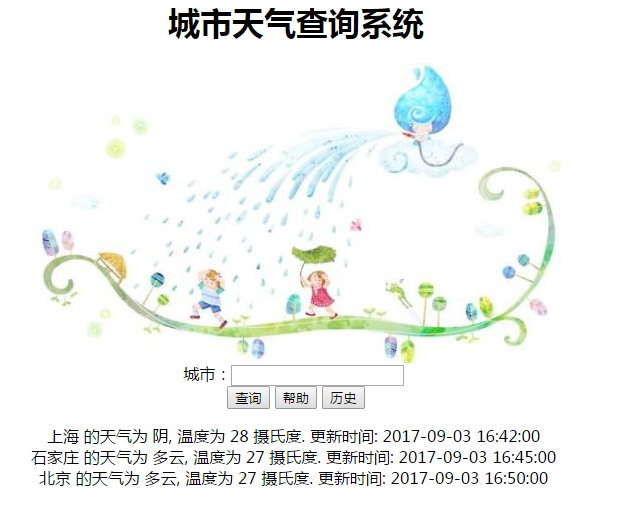 城市天气查询系统
城市：
查询 帮助 历史
上海 的天气为 阴, 温度为 28 摄氏度. 更新时间: 2017-09-03 16:42:00
石家庄 的天气为 多云, 温度为 27 摄氏度. 更新时间: 2017-09-03 16:45:00
北京 的天气为 多云, 温度为 27 摄氏度. 更新时间: 2017-09-03 16:50:00